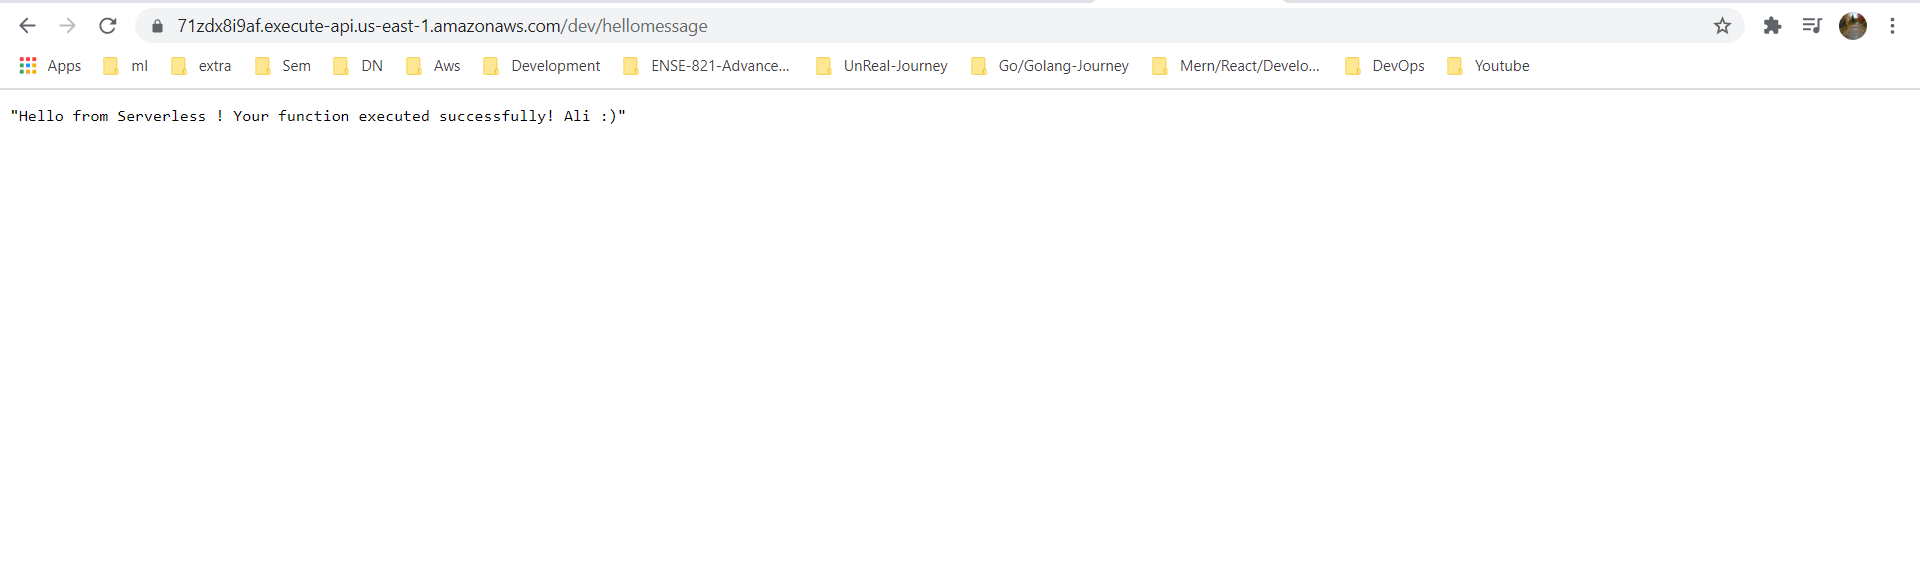 71zdx8i9af.execute-api.us-east-1.amazonaws.com/dev/hellomessage
Apps ml extra Sem DN Aws Development ENSE-821-Advance... UnReal-Journey Go/Golang-Journey Mern/React/Develo... DevOps Youtube
"Hello from Serverless ! Your function executed successfully! Ali :)"